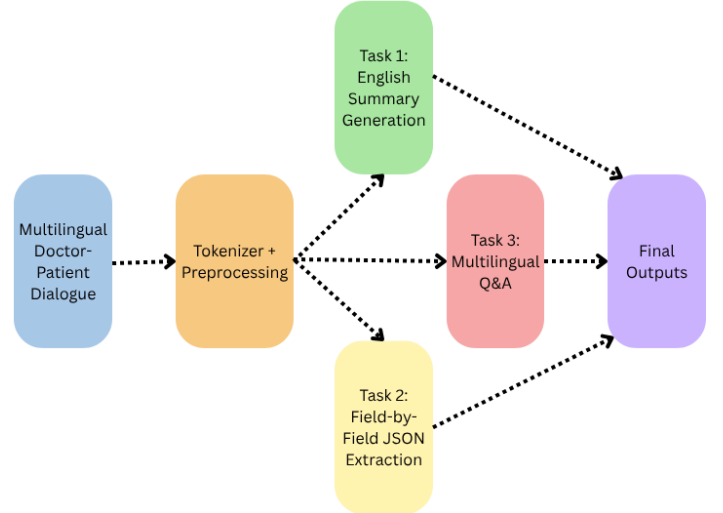 Multilingual
Doctor-
Patient
Dialogue
Tokenizer +
Preprocessing
Task 1:
English
Summary
Generation
Task 3:
Multilingual
Q&A
Task 2:
Field-by-
Field JSON
Extraction
Final
Outputs